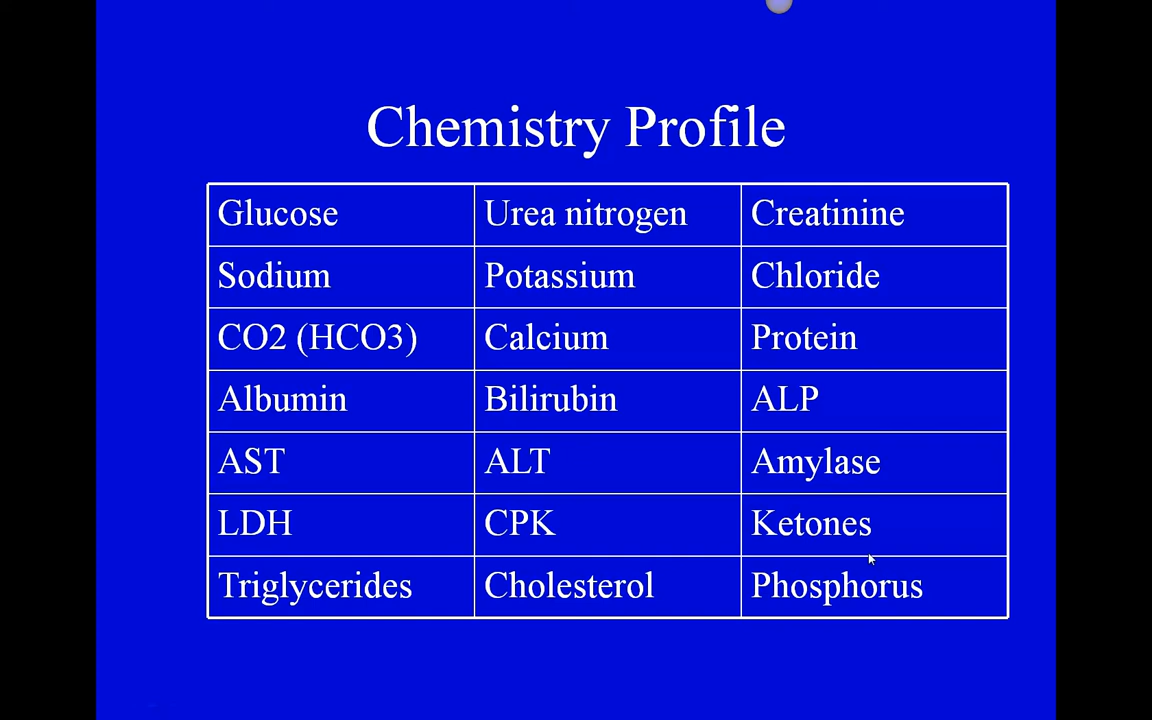 Chemistry Profile
Glucose Urea nitrogen Creatinine
Sodium Potassium Chloride
CO2 (HCO3) Calcium Protein
Albumin Bilirubin ALP
AST ALT Amylase
LDH CPK Ketones
Triglycerides Cholesterol Phosphorus